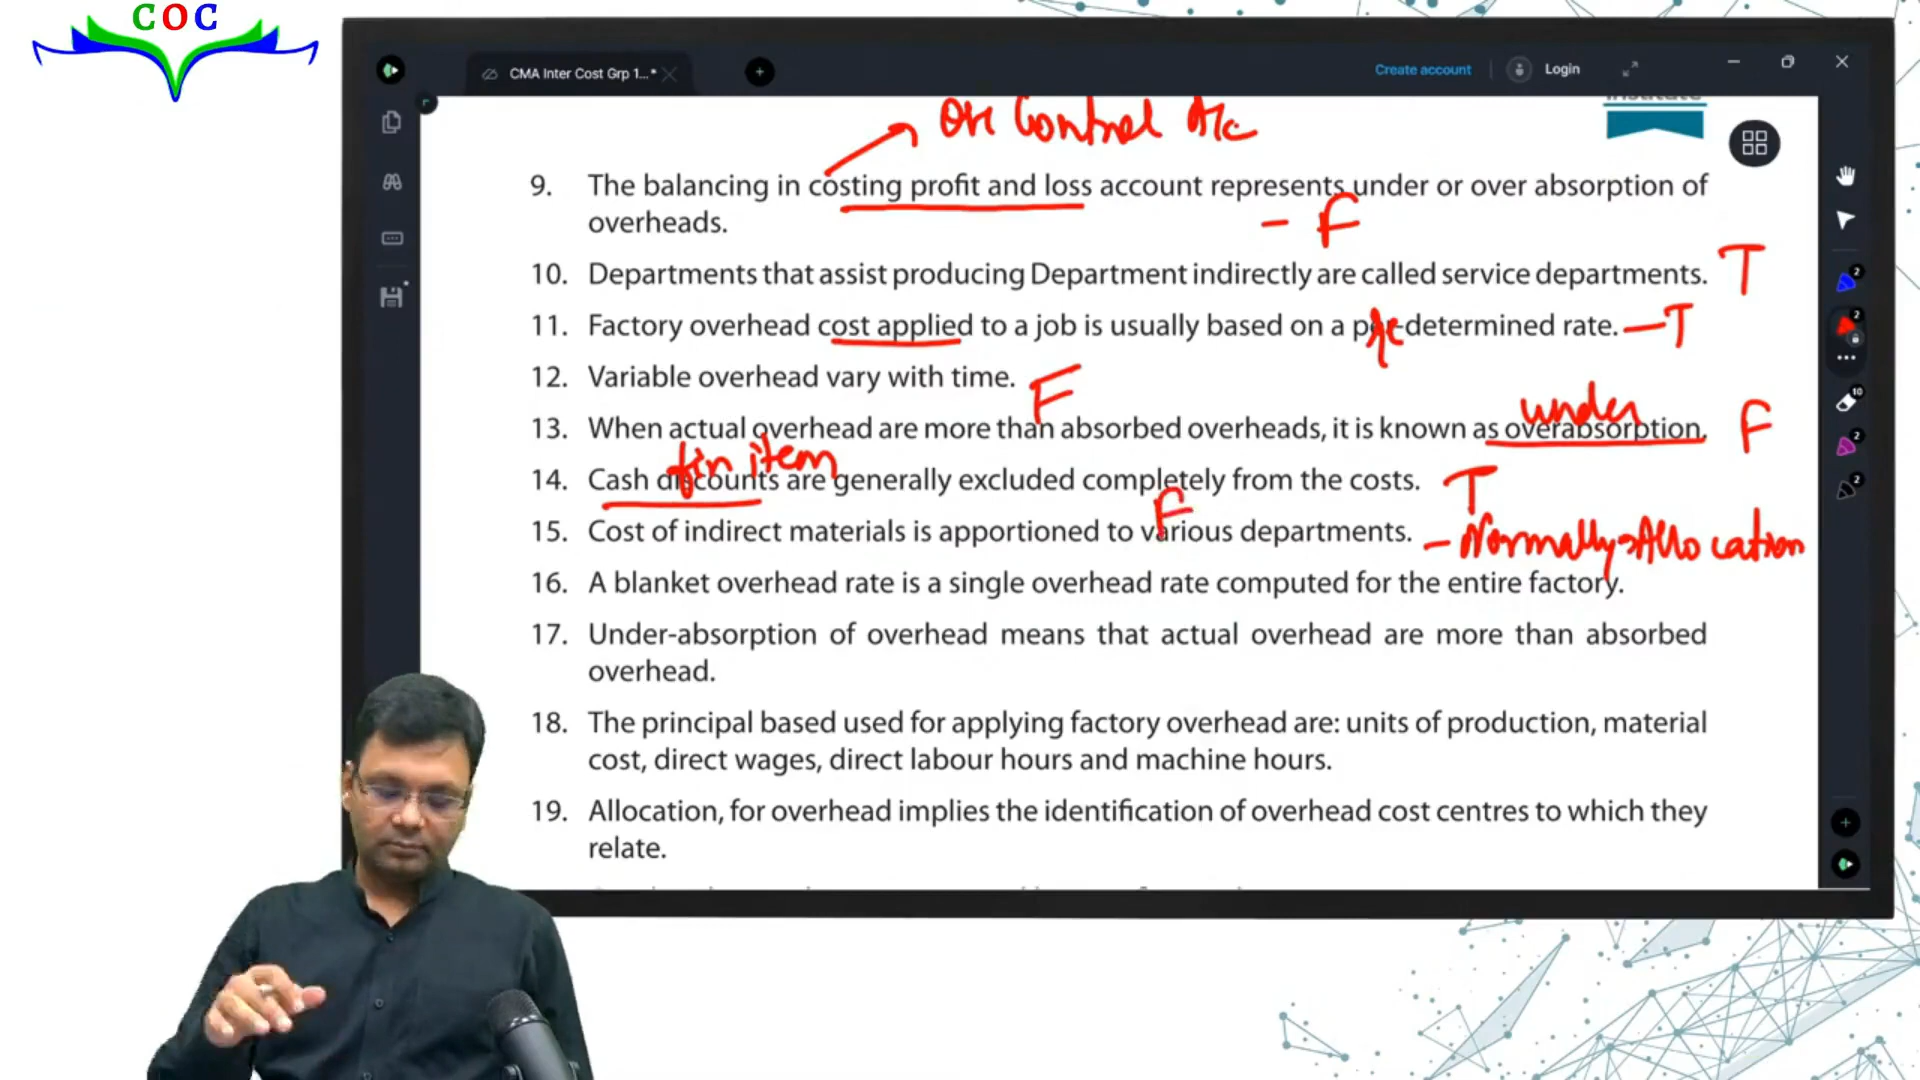 COC
CMA Inter Cost Grp 1...*
Create account
Login
OH Control A/c
9. The balancing in costing profit and loss account represents under or over absorption of
overheads.
- F
10. Departments that assist producing Department indirectly are called service departments. T
11. Factory overhead cost applied to a job is usually based on a pre-determined rate. - T
12. Variable overhead vary with time. F
under
13. When actual overhead are more than absorbed overheads, it is known as overabsorption. F
fin item
14. Cash discounts are generally excluded completely from the costs. T
F
15. Cost of indirect materials is apportioned to various departments. - Normally→Allocation
16. A blanket overhead rate is a single overhead rate computed for the entire factory.
17. Under-absorption of overhead means that actual overhead are more than absorbed
overhead.
18. The principal based used for applying factory overhead are: units of production, material
cost, direct wages, direct labour hours and machine hours.
19. Allocation, for overhead implies the identification of overhead cost centres to which they
relate.
2
2
10
2
2